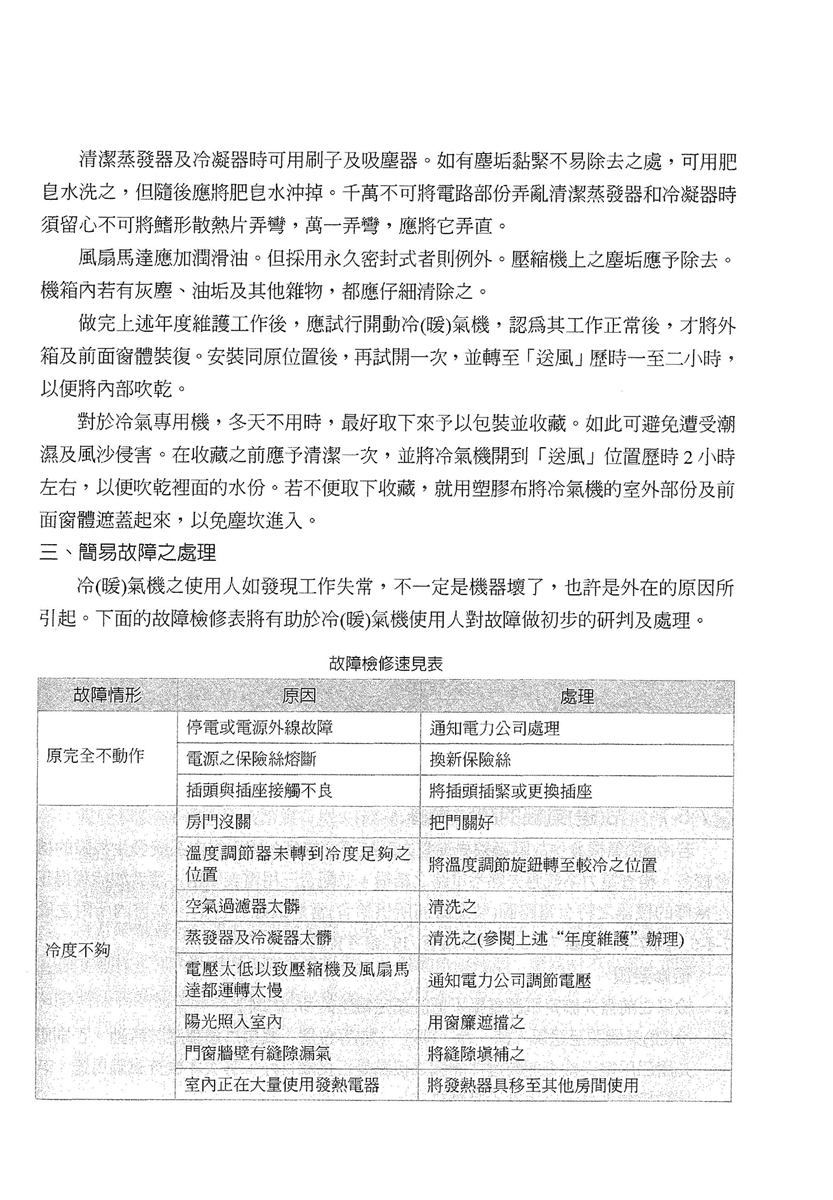 清潔蒸發器及冷凝器時可用刷子及吸塵器。如有塵垢黏緊不易除去之處，可用肥
皀水洗之，但隨後應將肥皀水沖掉。千萬不可將電路部份弄亂清潔蒸發器和冷凝器時
須留心不可將鰭形散熱片弄彎，萬一弄彎，應將它弄直。
風扇馬達應加潤滑油。但採用永久密封式者則例外。壓縮機上之塵垢應予除去。
機箱內若有灰塵、油垢及其他雜物，都應仔細清除之。
做完上述年度維護工作後，應試行開動冷(暖)氣機，認爲其工作正常後，才將外
箱及前面窗體裝復。安裝同原位置後，再試開一次，並轉至「送風」歷時一至二小時，
以便將內部吹乾。
對於冷氣專用機，冬天不用時，最好取下來予以包裝並收藏。如此可避免遭受潮
濕及風沙侵害。在收藏之前應予清潔一次，並將冷氣機開到「送風」位置歷時 2 小時
左右，以便吹乾裡面的水份。若不便取下收藏，就用塑膠布將冷氣機的室外部份及前
面窗體遮蓋起來，以免塵坎進入。
三、簡易故障之處理
冷(暖)氣機之使用人如發現工作失常，不一定是機器壞了，也許是外在的原因所
引起。下面的故障檢修表將有助於冷(暖)氣機使用人對故障做初步的研判及處理。
故障檢修速見表
故障情形 原因 處理
原完全不動作
停電或電源外線故障 通知電力公司處理
電源之保險絲熔斷 換新保險絲
插頭與插座接觸不良 將插頭插緊或更換插座
冷度不夠
房門沒關 把門關好
溫度調節器未轉到冷度足夠之
位置
將溫度調節旋鈕轉至較冷之位置
空氣過濾器太髒 清洗之
蒸發器及冷凝器太髒 清洗之(參閱上述“年度維護”辦理)
電壓太低以致壓縮機及風扇馬
達都運轉太慢
通知電力公司調節電壓
陽光照入室內 用窗簾遮擋之
門窗牆壁有縫隙漏氣 將縫隙塡補之
室內正在大量使用發熱電器 將發熱器具移至其他房間使用